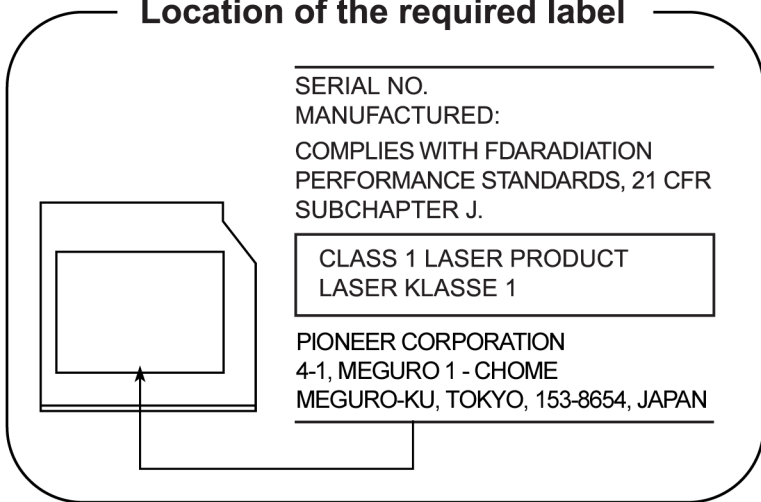 Location of the required label
SERIAL NO.
MANUFACTURED:
COMPLIES WITH FDARADIATION
PERFORMANCE STANDARDS, 21 CFR
SUBCHAPTER J.
CLASS 1 LASER PRODUCT
LASER KLASSE 1
PIONEER CORPORATION
4-1, MEGURO 1 - CHOME
MEGURO-KU, TOKYO, 153-8654, JAPAN